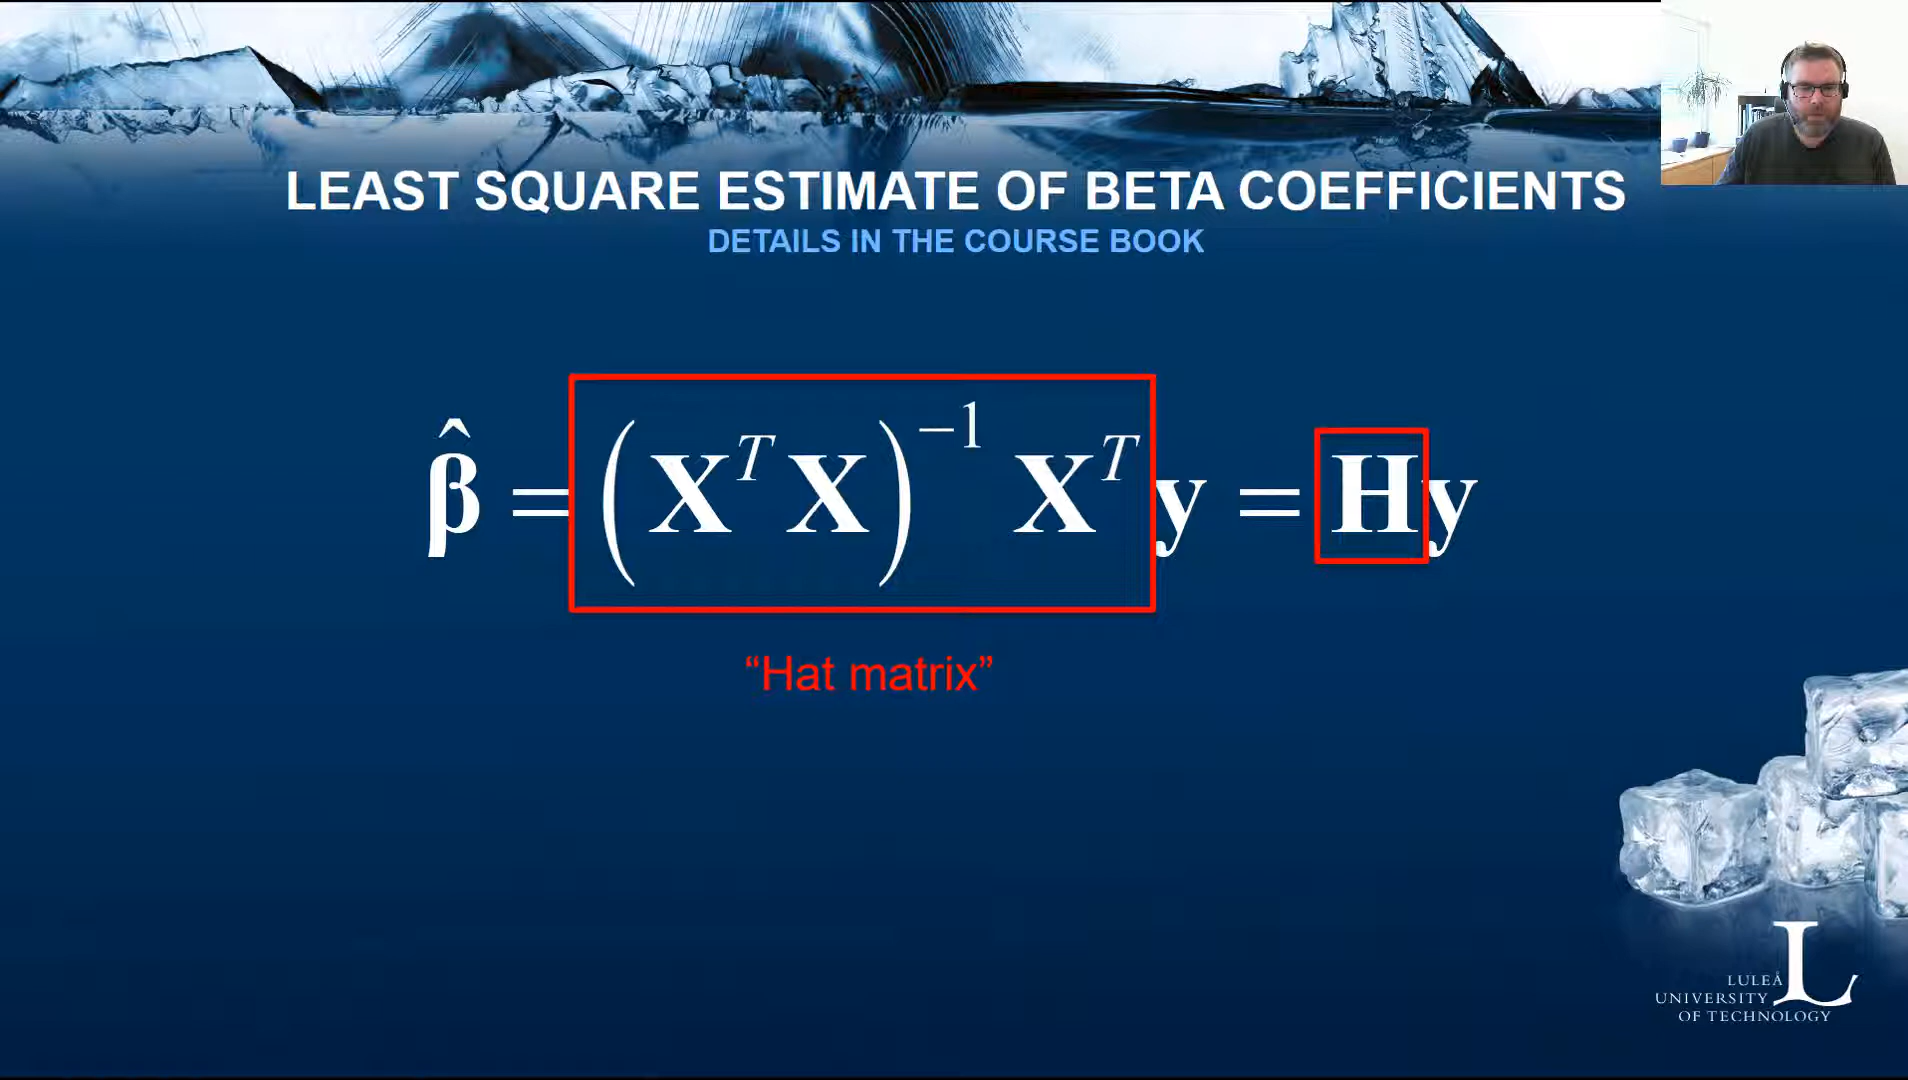 LEAST SQUARE ESTIMATE OF BETA COEFFICIENTS
DETAILS IN THE COURSE BOOK
β̂ = (XᵀX)⁻¹ Xᵀy = Hy
“Hat matrix”
LULEÅ
UNIVERSITY
OF TECHNOLOGY
L